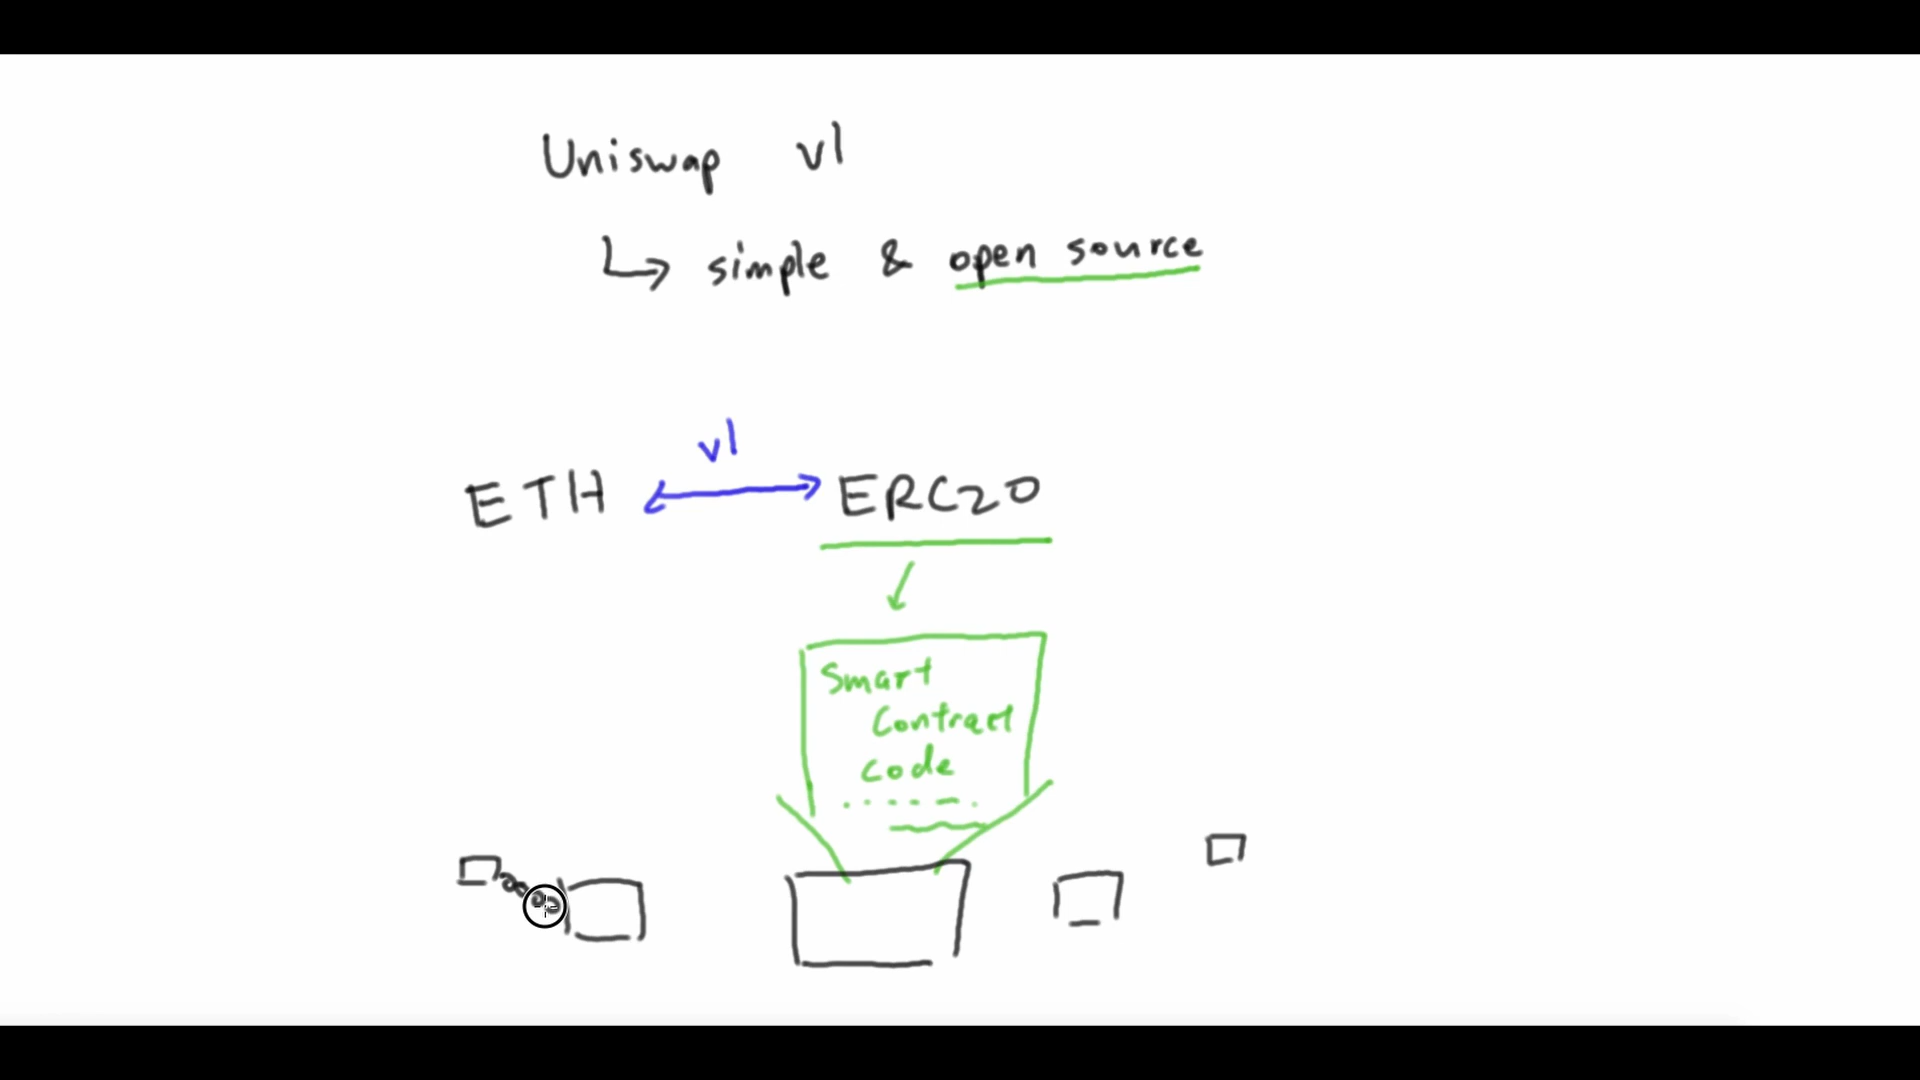 Uniswap v1
simple & open source
v1
ETH ERC20
Smart
Contract
Code